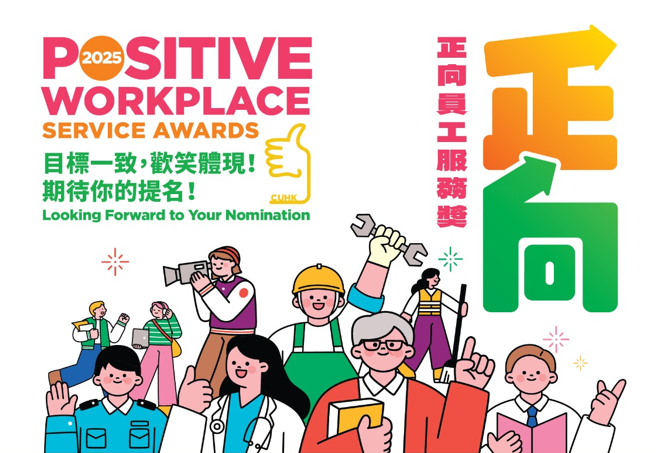 POSITIVE
2025
WORKPLACE
SERVICE AWARDS
目標一致，歡笑體現！
期待你的提名！
Looking Forward to Your Nomination
CUHK
正向員工服務獎
正向